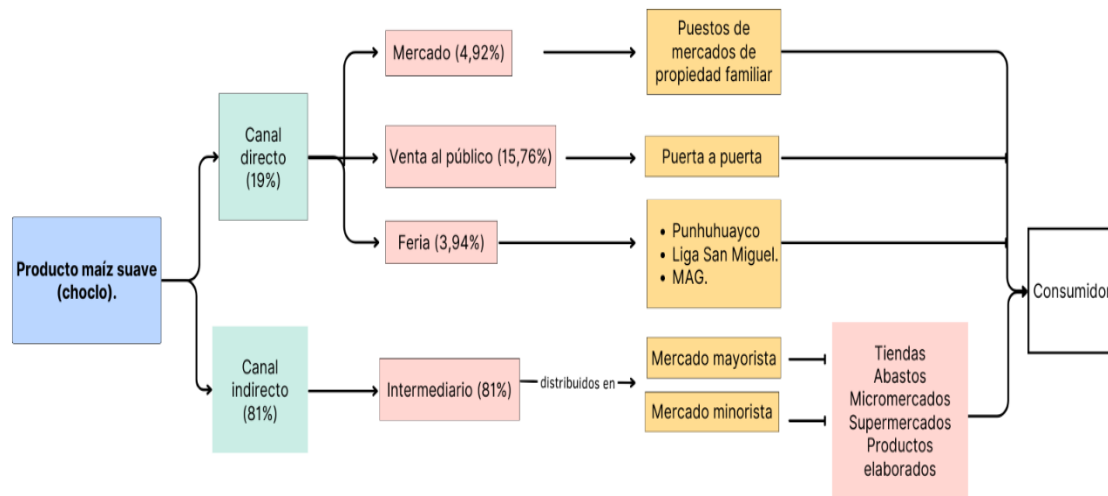 Producto maíz suave
(choclo).
Canal
directo
(19%)
Canal
indirecto
(81%)
Mercado (4,92%)
Venta al público (15,76%)
Feria (3,94%)
Intermediario (81%)
distribuidos en
Puestos de
mercados de
propiedad familiar
Puerta a puerta
• Punhuhuayco
• Liga San Miguel.
• MAG.
Mercado mayorista
Mercado minorista
Tiendas
Abastos
Micromercados
Supermercados
Productos
elaborados
Consumidor